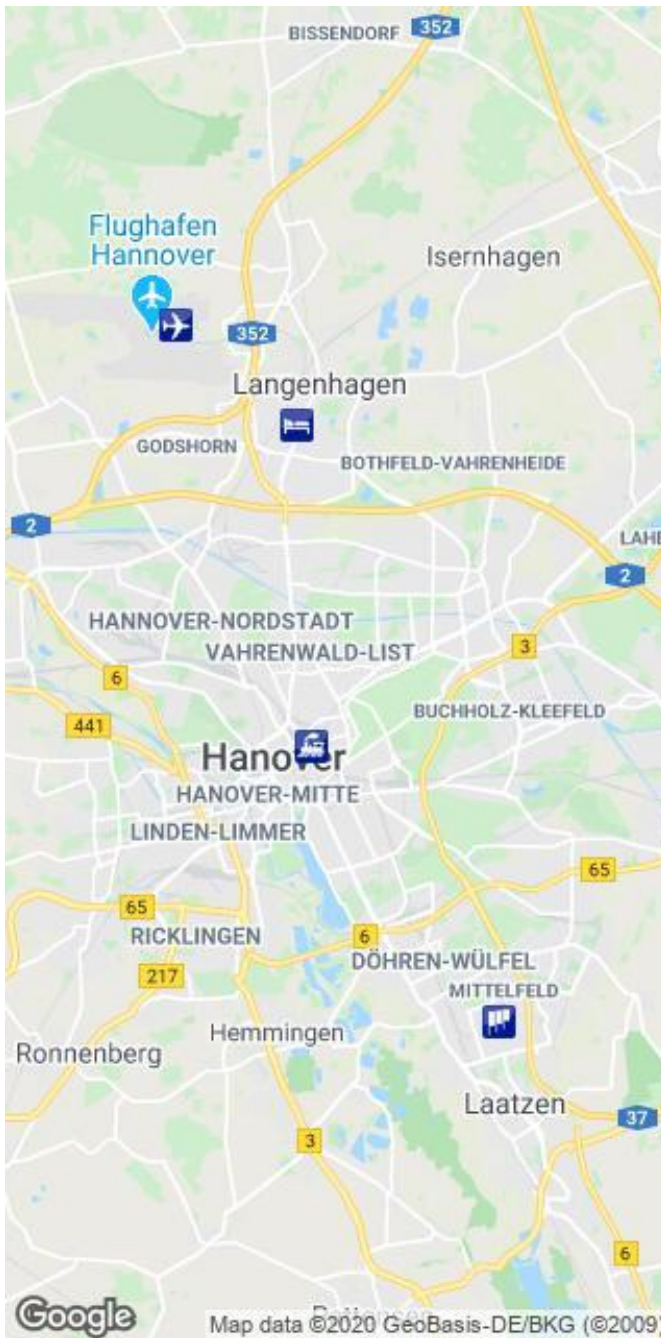 BISSENDORF
352
Flughafen
Hannover
Isernhagen
352
Langenhagen
GODSHORN
BOTHFELD-VAHRENHEIDE
2
LAHE
2
HANNOVER-NORDSTADT
3
VAHRENWALD-LIST
6
441
BUCHHOLZ-KLEEFELD
Hanover
HANOVER-MITTE
LINDEN-LIMMER
65
65
RICKLINGEN
6
DÖHREN-WÜLFEL
217
MITTELFELD
Hemmingen
Ronnenberg
Laatzen
37
3
6
Google
Map data ©2020 GeoBasis-DE/BKG (©2009